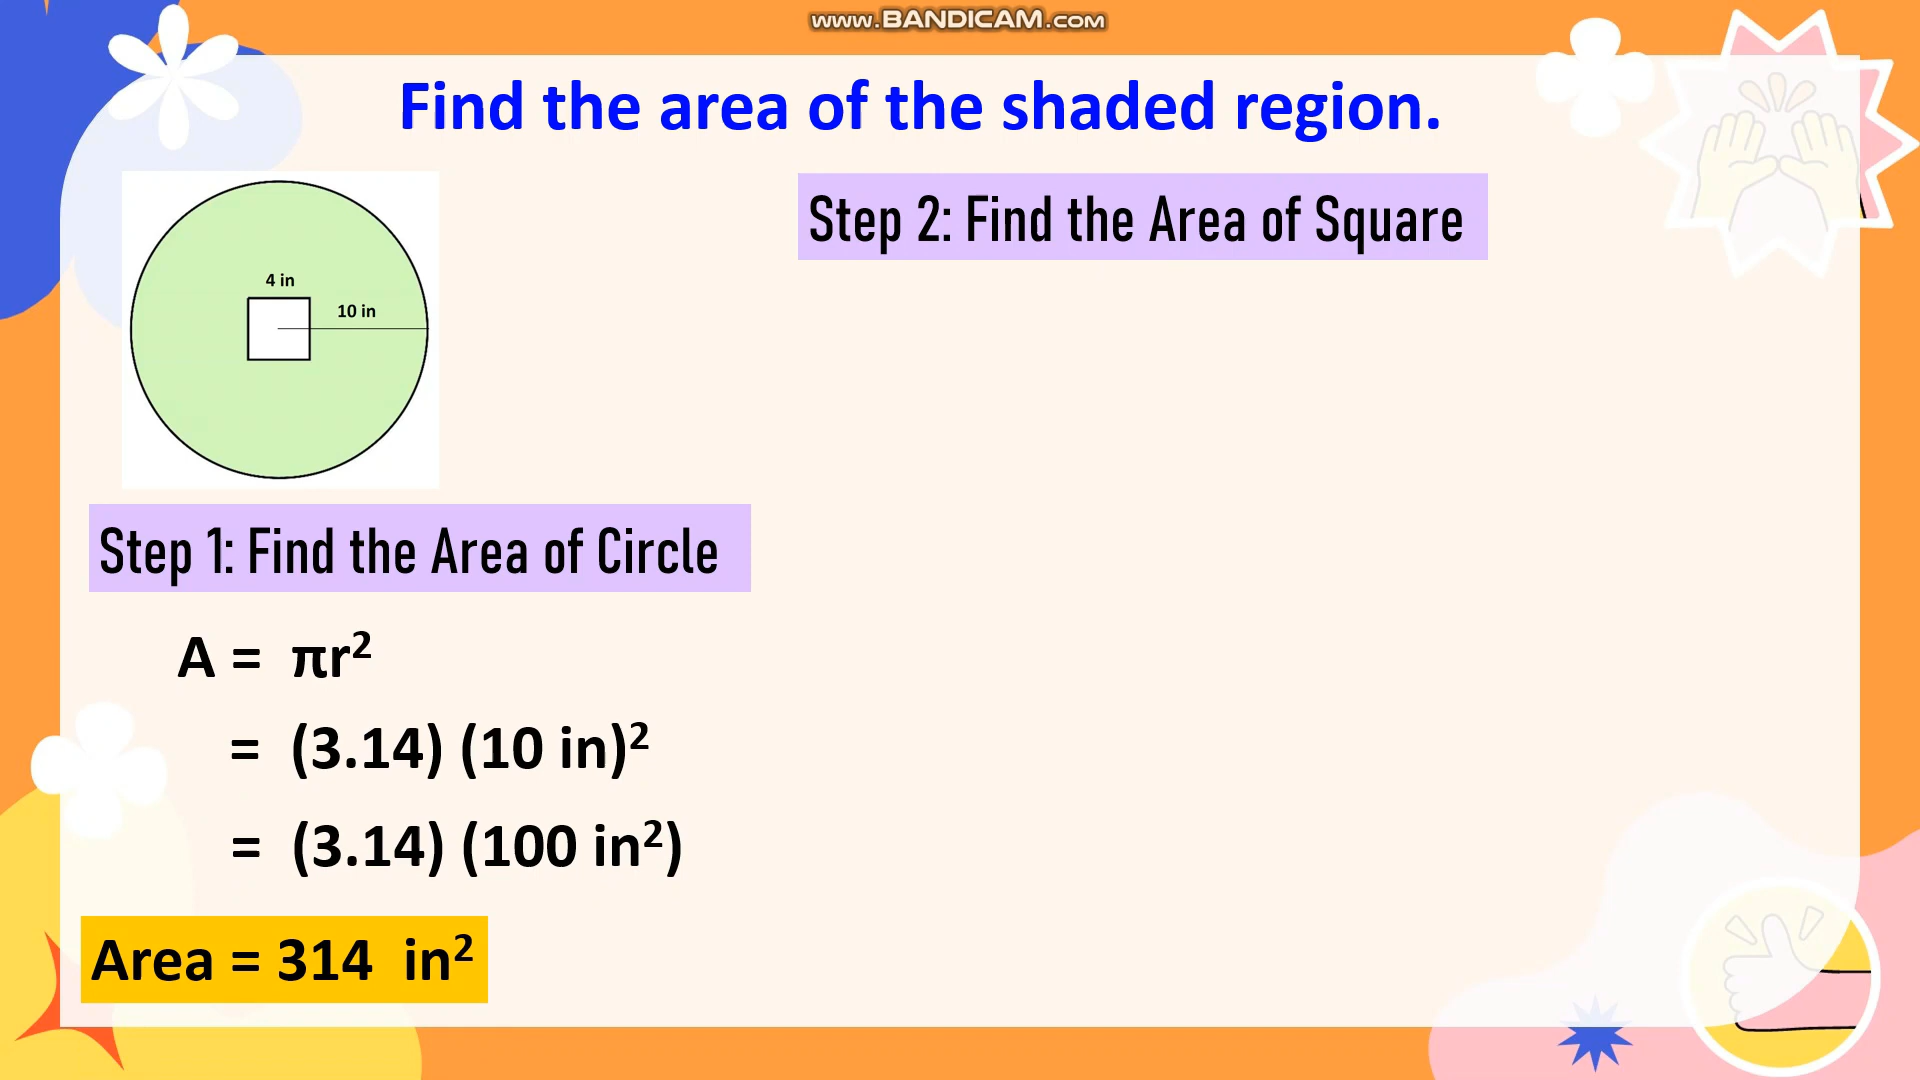 www.BANDICAM.com
Find the area of the shaded region.
4 in
10 in
Step 1: Find the Area of Circle
A = πr²
= (3.14) (10 in)²
= (3.14) (100 in²)
Area = 314 in²
Step 2: Find the Area of Square